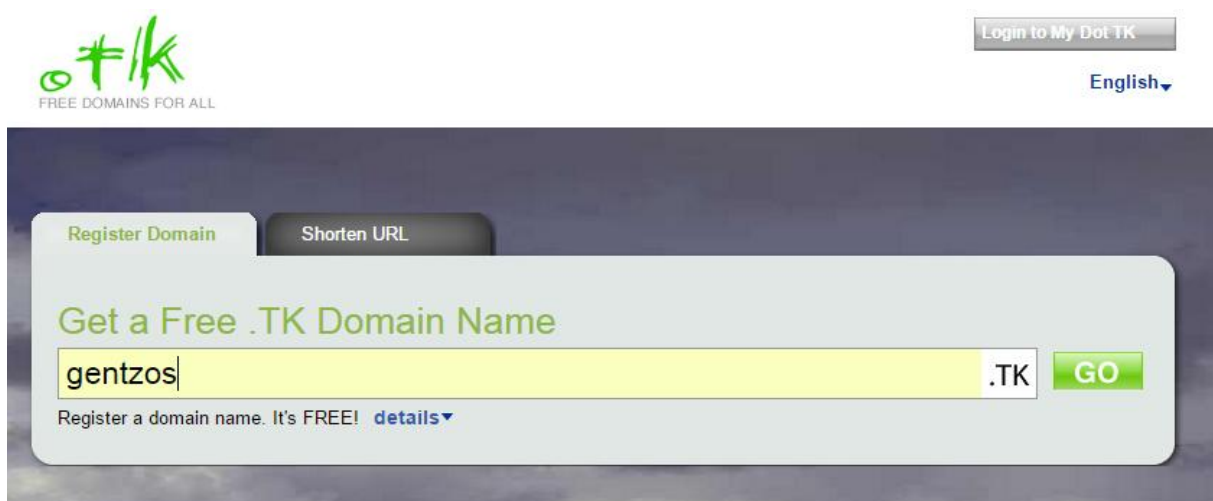 .tk
FREE DOMAINS FOR ALL
Login to My Dot TK
English
Register Domain
Shorten URL
Get a Free .TK Domain Name
gentzos
.TK
GO
Register a domain name. It's FREE! details